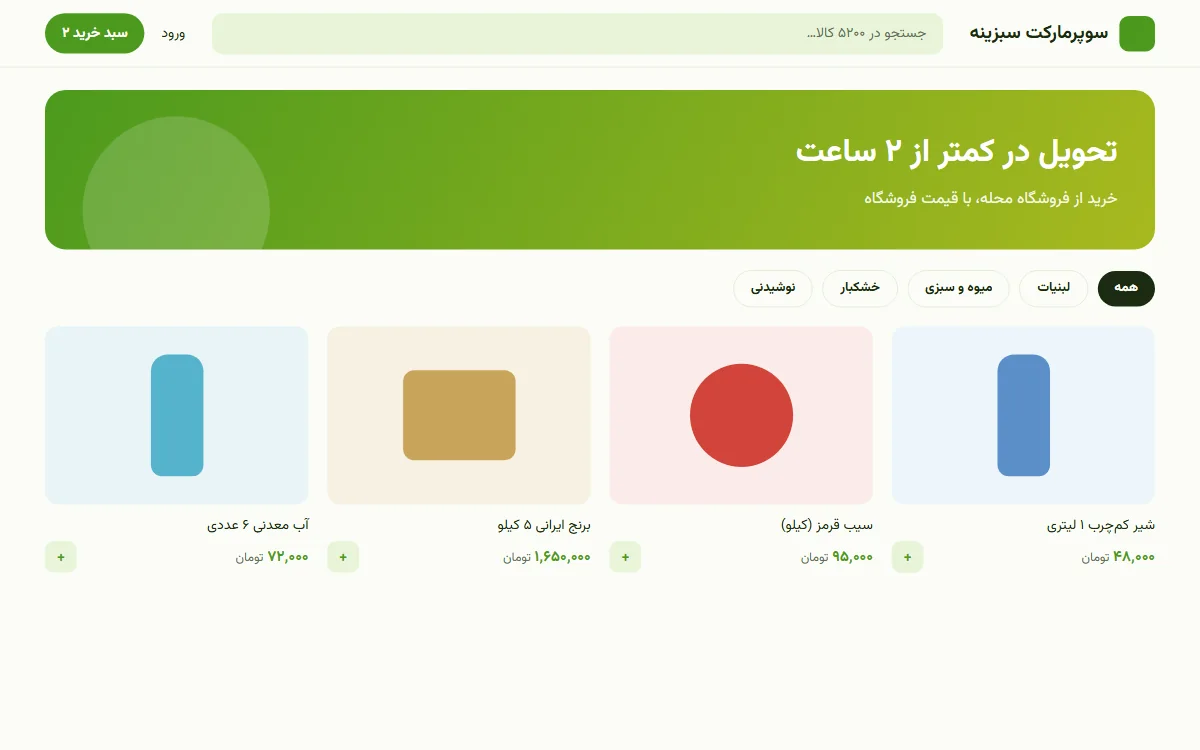 سوپرمارکت سبزینه
جستجو در ۵۲۰۰ کالا...
ورود
سبد خرید ۲
تحویل در کمتر از ۲ ساعت
خرید از فروشگاه محله، با قیمت فروشگاه
همه
لبنیات
میوه و سبزی
خشکبار
نوشیدنی
شیر کم‌چرب ۱ لیتری
۴۸,۰۰۰ تومان
+
سیب قرمز (کیلو)
۹۵,۰۰۰ تومان
+
برنج ایرانی ۵ کیلو
۱,۶۵۰,۰۰۰ تومان
+
آب معدنی ۶ عددی
۷۲,۰۰۰ تومان
+